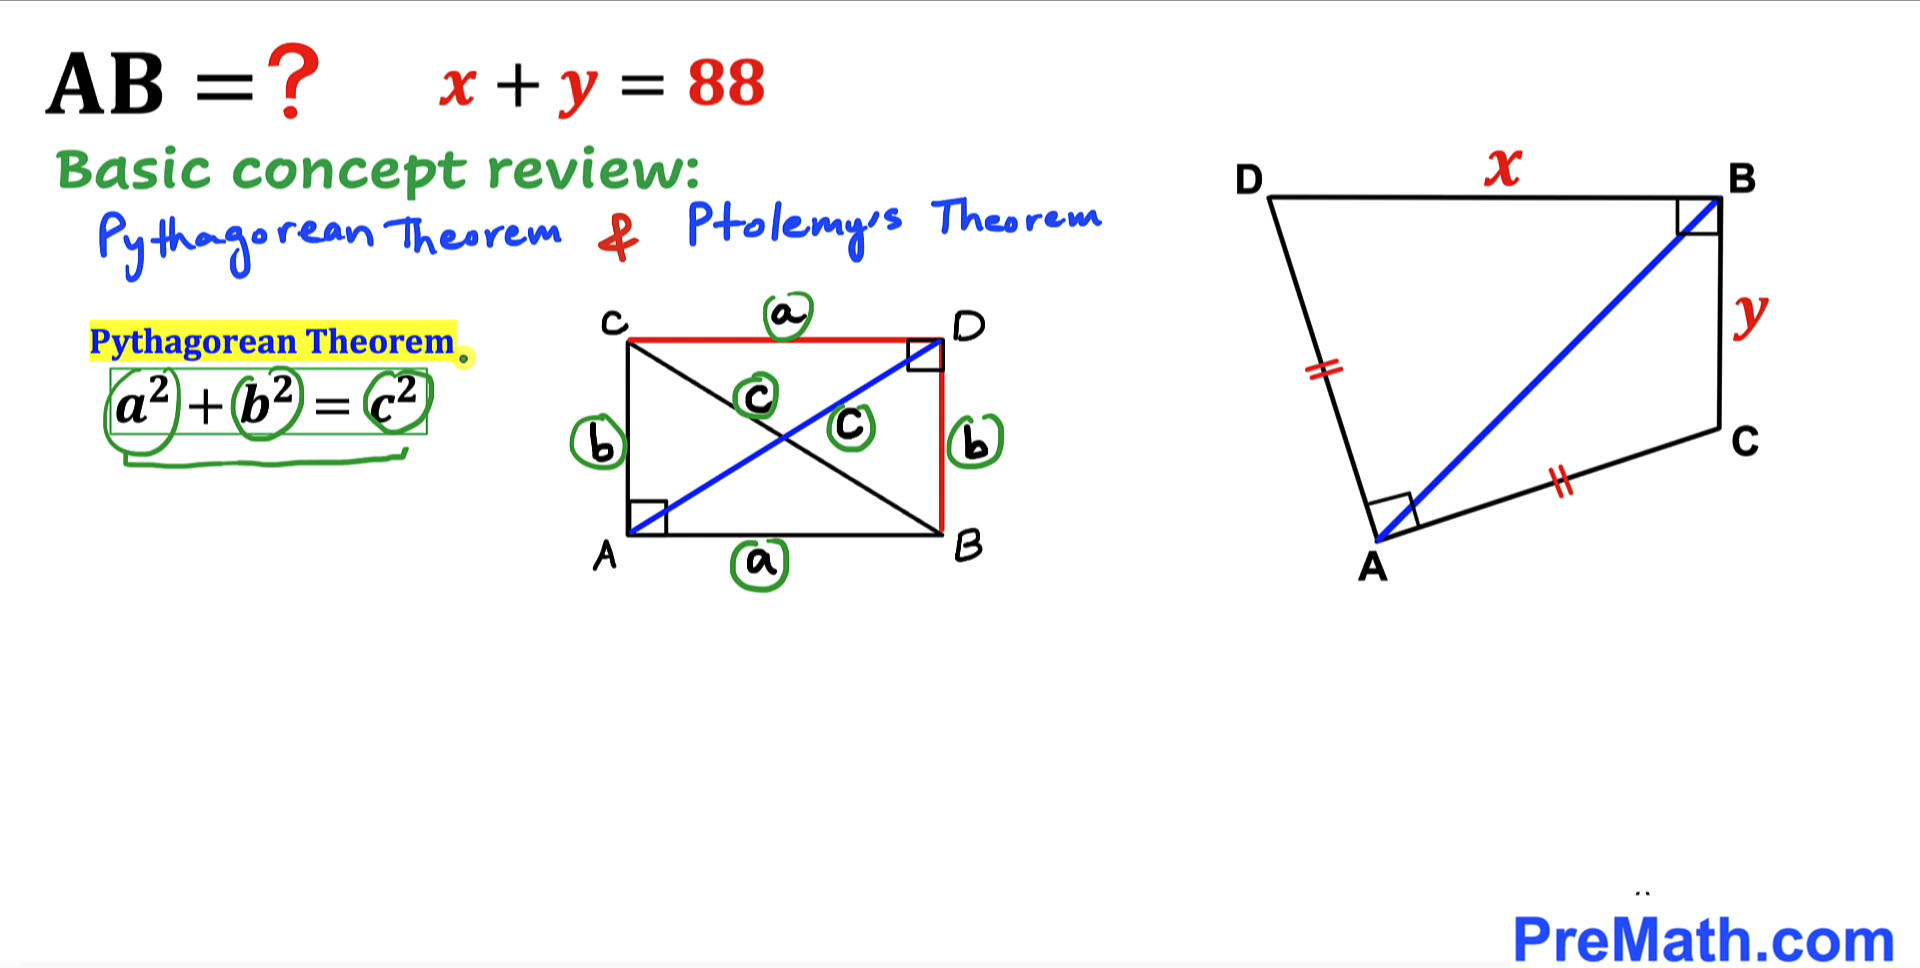 AB = ? x + y = 88
Basic concept review:
Pythagorean Theorem & Ptolemy's Theorem
Pythagorean Theorem.
a² + b² = c²
C a D
b c c b
A a B
D x B
y
C
A
PreMath.com